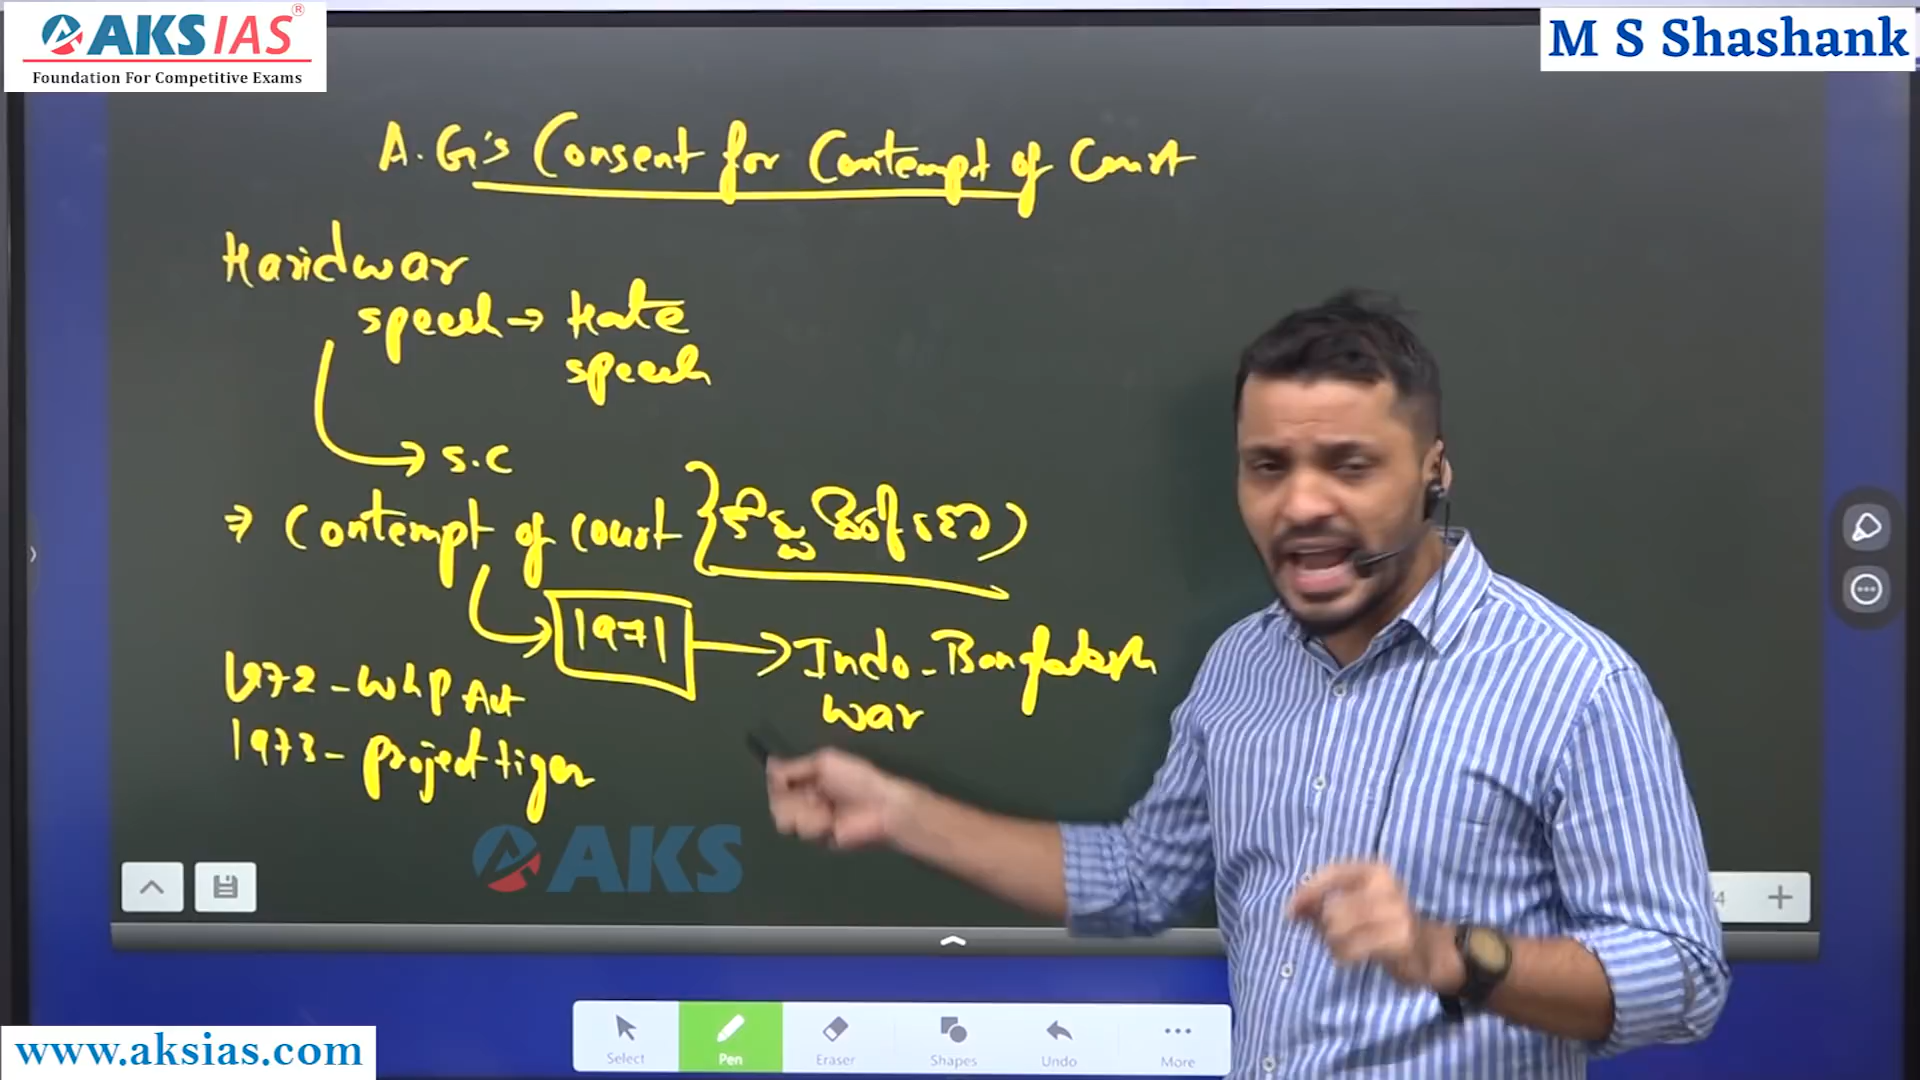 AKS IAS®
Foundation For Competitive Exams
M S Shashank
A.G's Consent for Contempt of Court
Haridwar
speech → Hate
speech
S.C
⇒ Contempt of court }
1971 → Indo-Bangladesh
war
1972 - WLP Act
1973 - project tiger
AKS
Select Pen Eraser Shapes Undo More
www.aksias.com